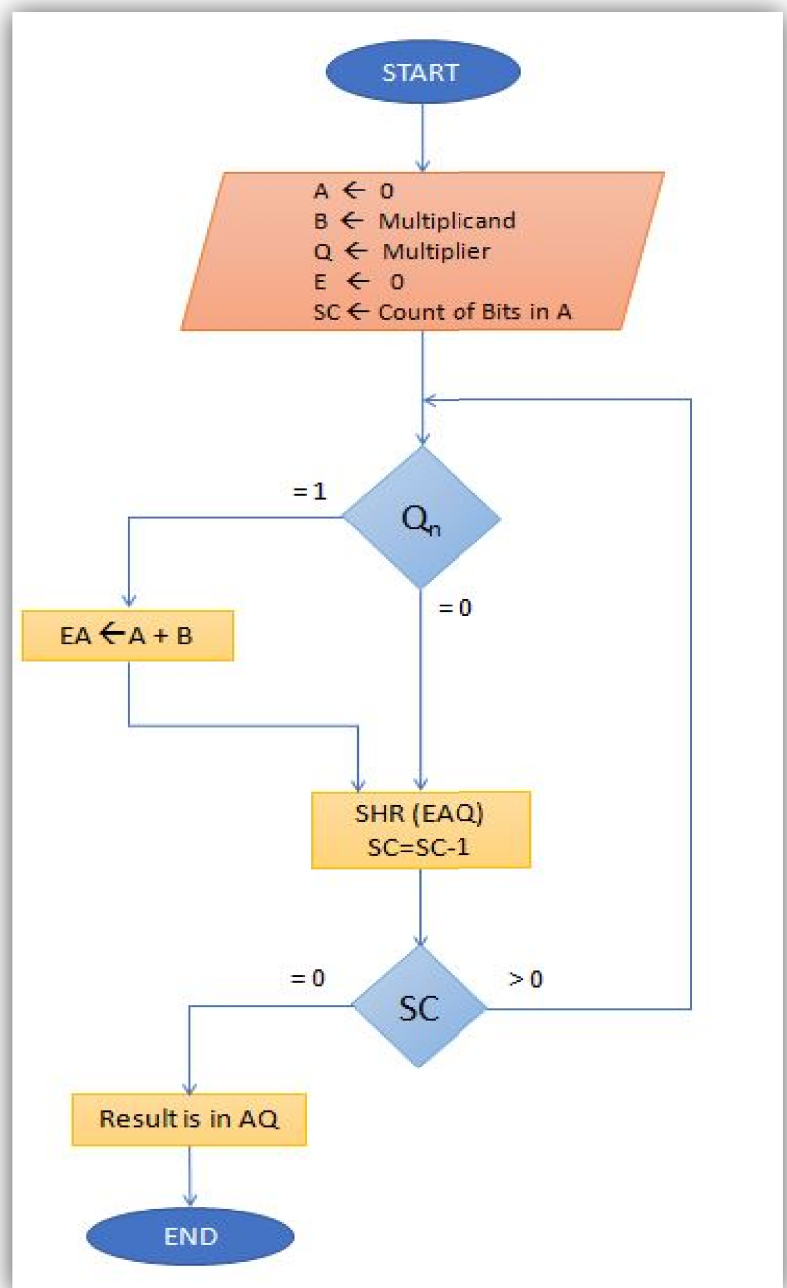 START
A ← 0
B ← Multiplicand
Q ← Multiplier
E ← 0
SC ← Count of Bits in A
= 1
Qn
= 0
EA ← A + B
SHR (EAQ)
SC=SC-1
= 0
SC
> 0
Result is in AQ
END